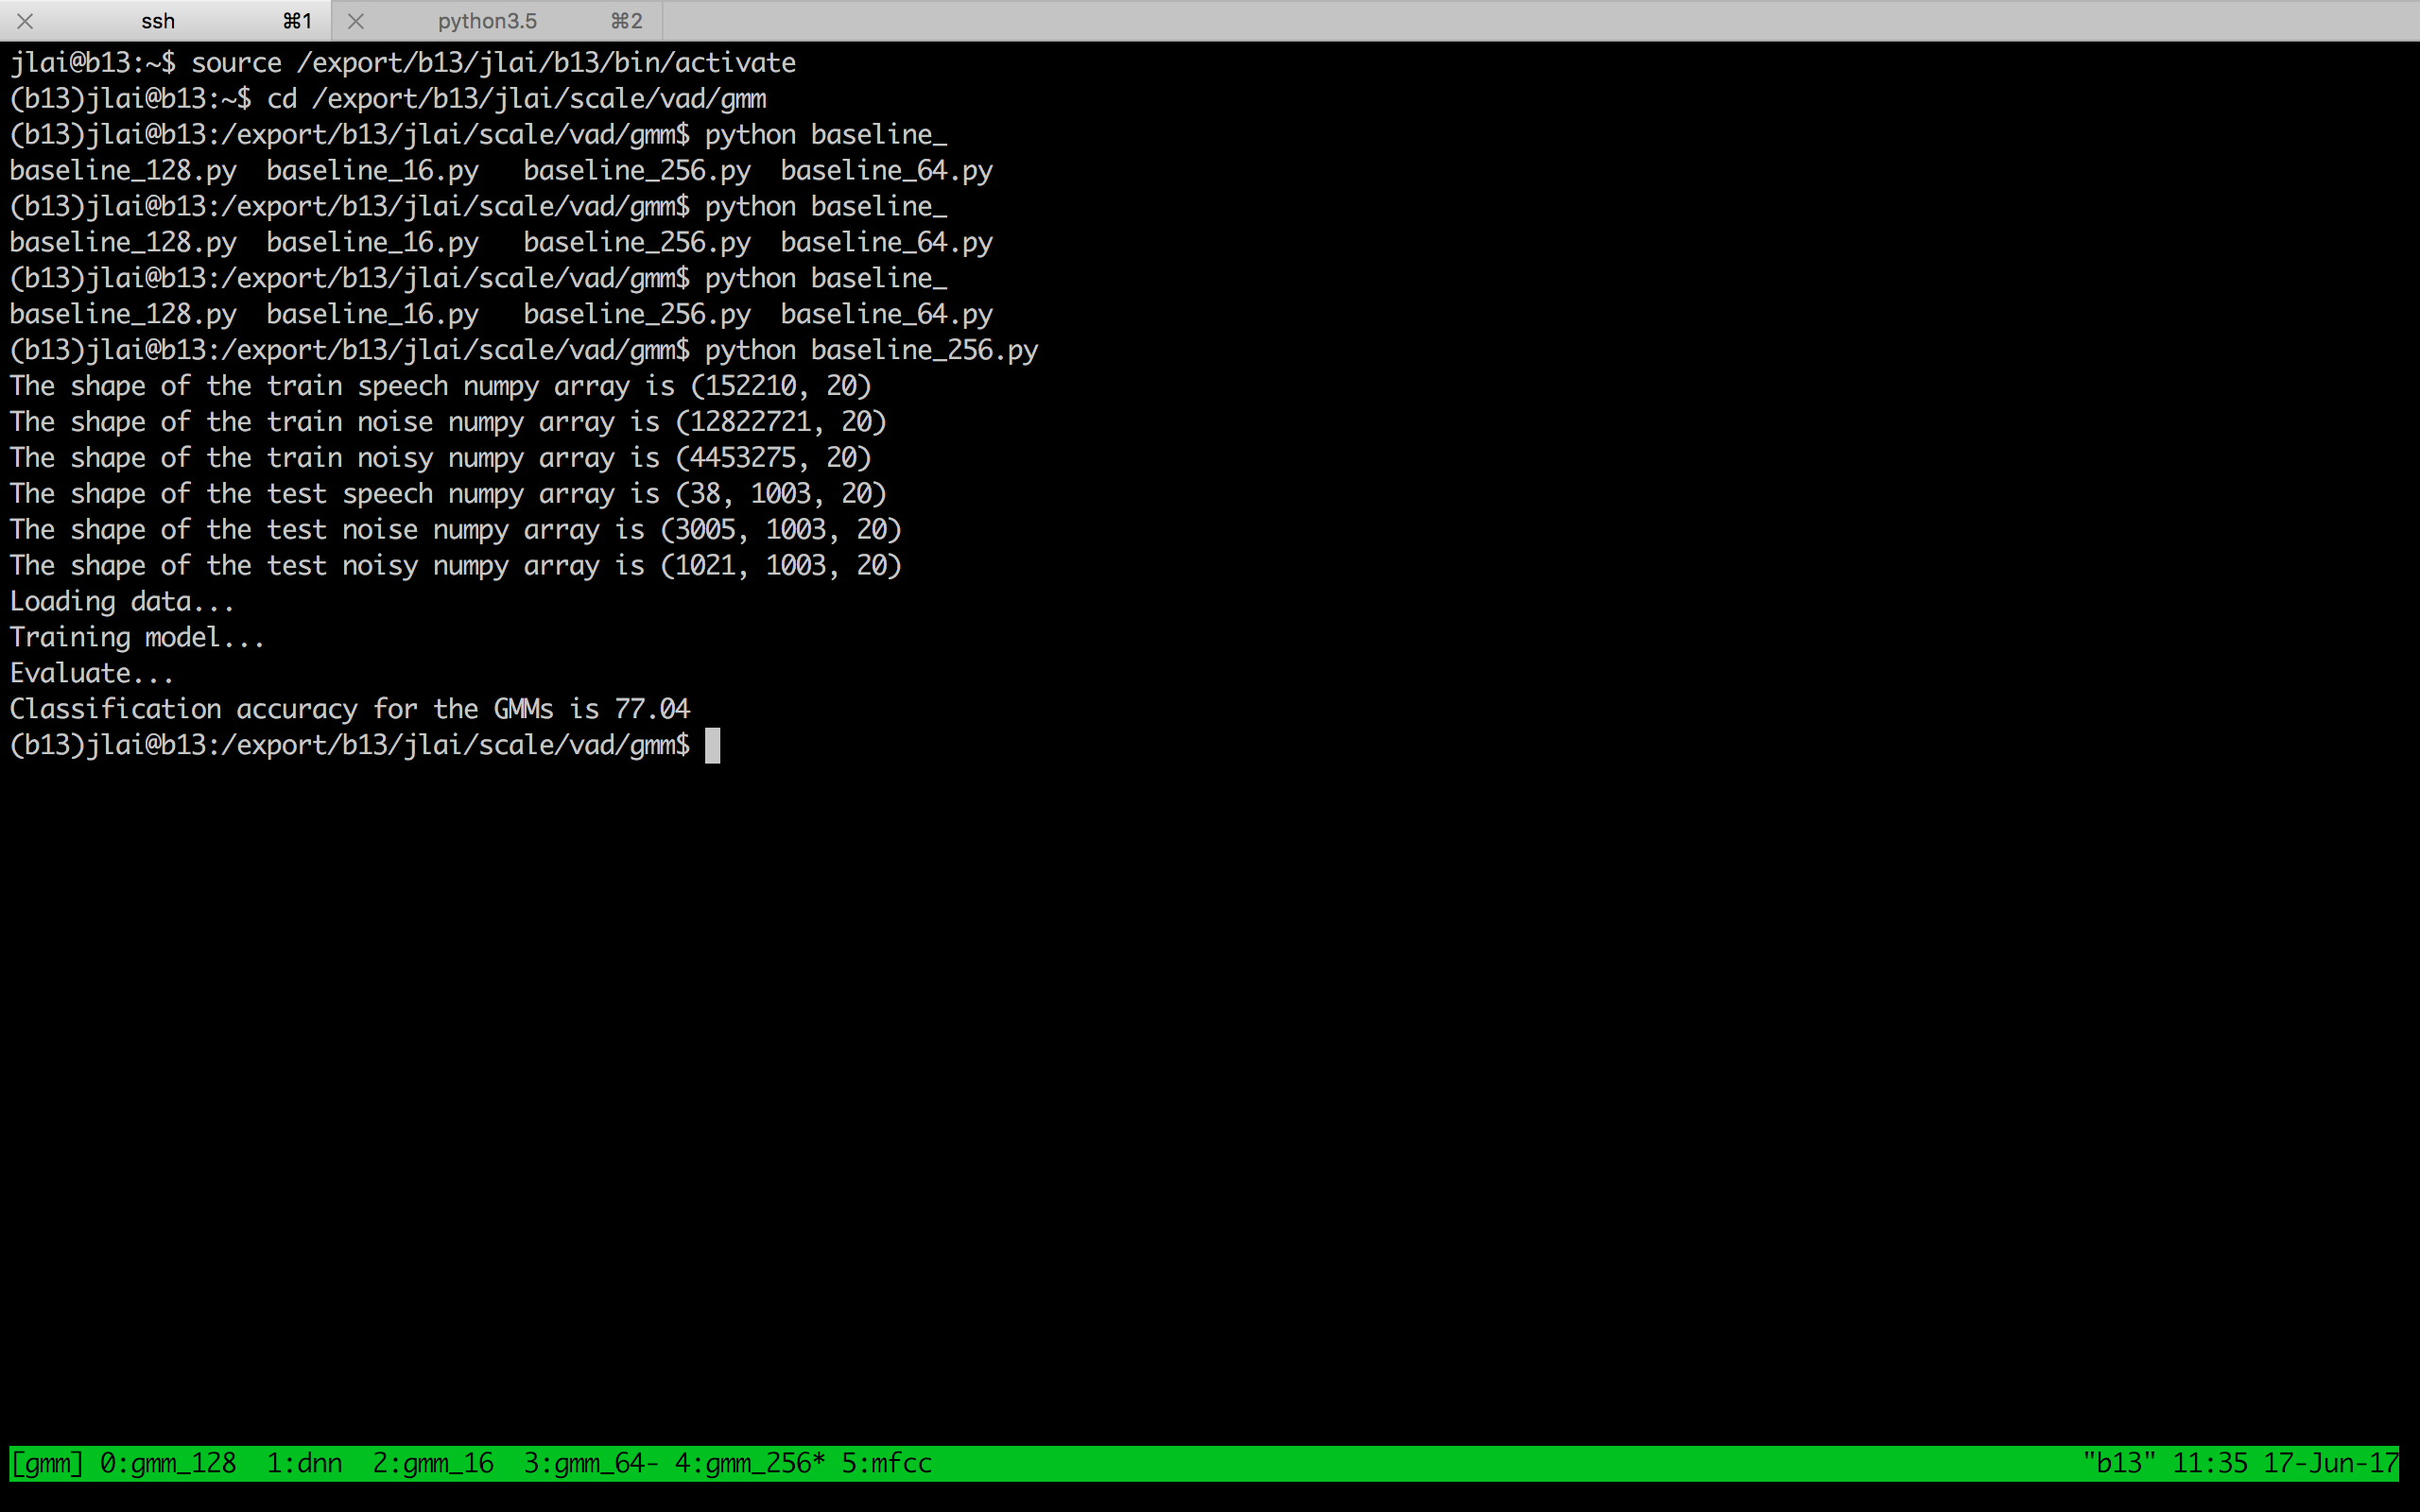 ssh ⌘1 python3.5 ⌘2
jlai@b13:~$ source /export/b13/jlai/b13/bin/activate
(b13)jlai@b13:~$ cd /export/b13/jlai/scale/vad/gmm
(b13)jlai@b13:/export/b13/jlai/scale/vad/gmm$ python baseline_
baseline_128.py  baseline_16.py   baseline_256.py  baseline_64.py
(b13)jlai@b13:/export/b13/jlai/scale/vad/gmm$ python baseline_
baseline_128.py  baseline_16.py   baseline_256.py  baseline_64.py
(b13)jlai@b13:/export/b13/jlai/scale/vad/gmm$ python baseline_
baseline_128.py  baseline_16.py   baseline_256.py  baseline_64.py
(b13)jlai@b13:/export/b13/jlai/scale/vad/gmm$ python baseline_256.py
The shape of the train speech numpy array is (152210, 20)
The shape of the train noise numpy array is (12822721, 20)
The shape of the train noisy numpy array is (4453275, 20)
The shape of the test speech numpy array is (38, 1003, 20)
The shape of the test noise numpy array is (3005, 1003, 20)
The shape of the test noisy numpy array is (1021, 1003, 20)
Loading data...
Training model...
Evaluate...
Classification accuracy for the GMMs is 77.04
(b13)jlai@b13:/export/b13/jlai/scale/vad/gmm$
[gmm] 0:gmm_128  1:dnn  2:gmm_16  3:gmm_64- 4:gmm_256* 5:mfcc "b13" 11:35 17-Jun-17